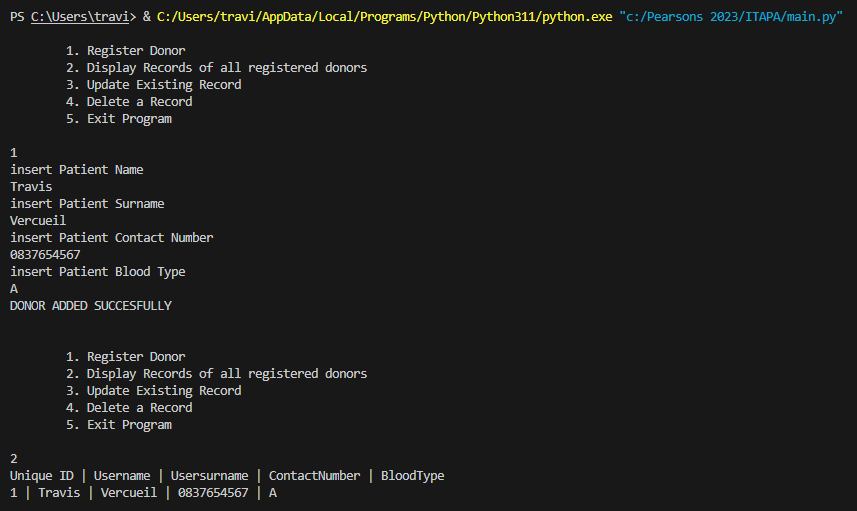 PS C:\Users\travi> & C:/Users/travi/AppData/Local/Programs/Python/Python311/python.exe "c:/Pearsons 2023/ITAPA/main.py"
1. Register Donor
2. Display Records of all registered donors
3. Update Existing Record
4. Delete a Record
5. Exit Program
1
insert Patient Name
Travis
insert Patient Surname
Vercueil
insert Patient Contact Number
0837654567
insert Patient Blood Type
A
DONOR ADDED SUCCESFULLY
1. Register Donor
2. Display Records of all registered donors
3. Update Existing Record
4. Delete a Record
5. Exit Program
2
Unique ID | Username | Usersurname | ContactNumber | BloodType
1 | Travis | Vercueil | 0837654567 | A